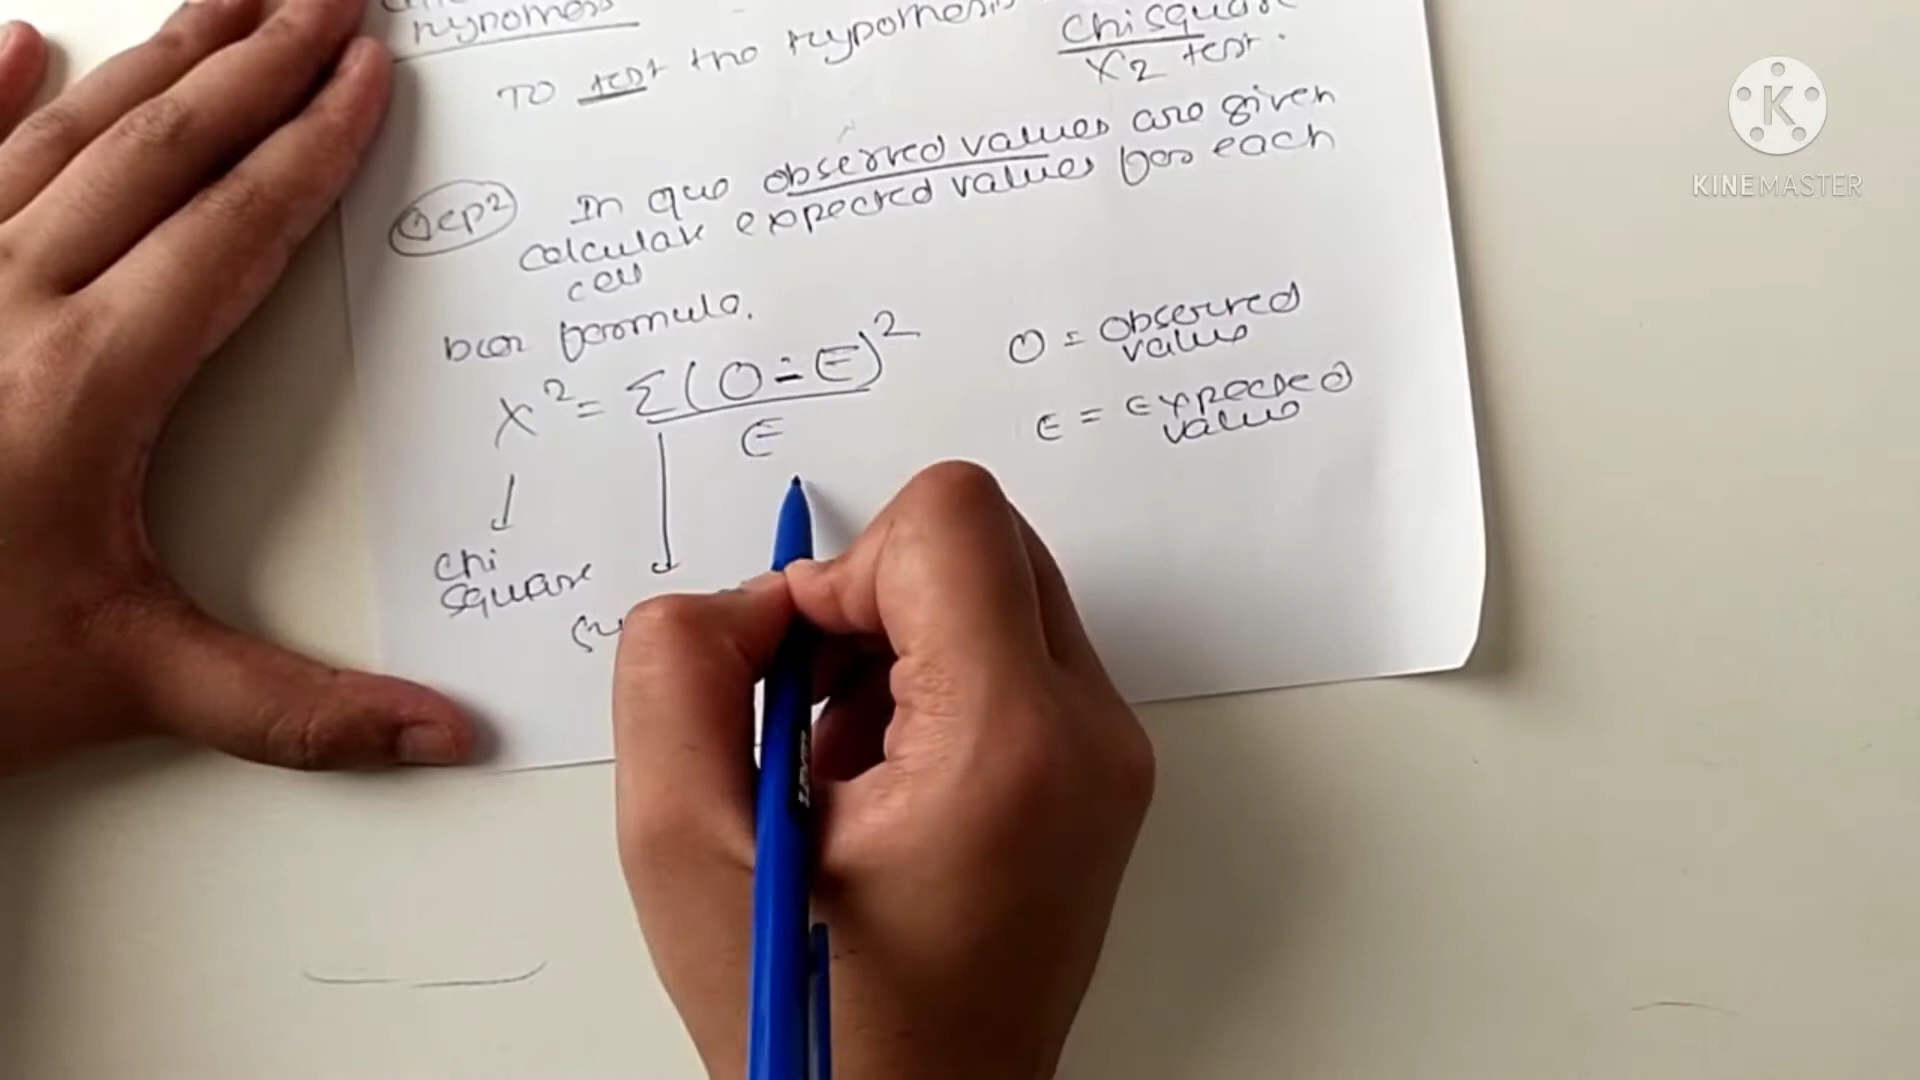 hypothesis
To test the hypothesis
Chi square
X2 test.
Step 2 In que observed values are given
calculate expected values for each
cell
formula.
X² = Σ(O-E)²
E
O = Observed
value
E = Expected
value
Chi
square
K
KINEMASTER